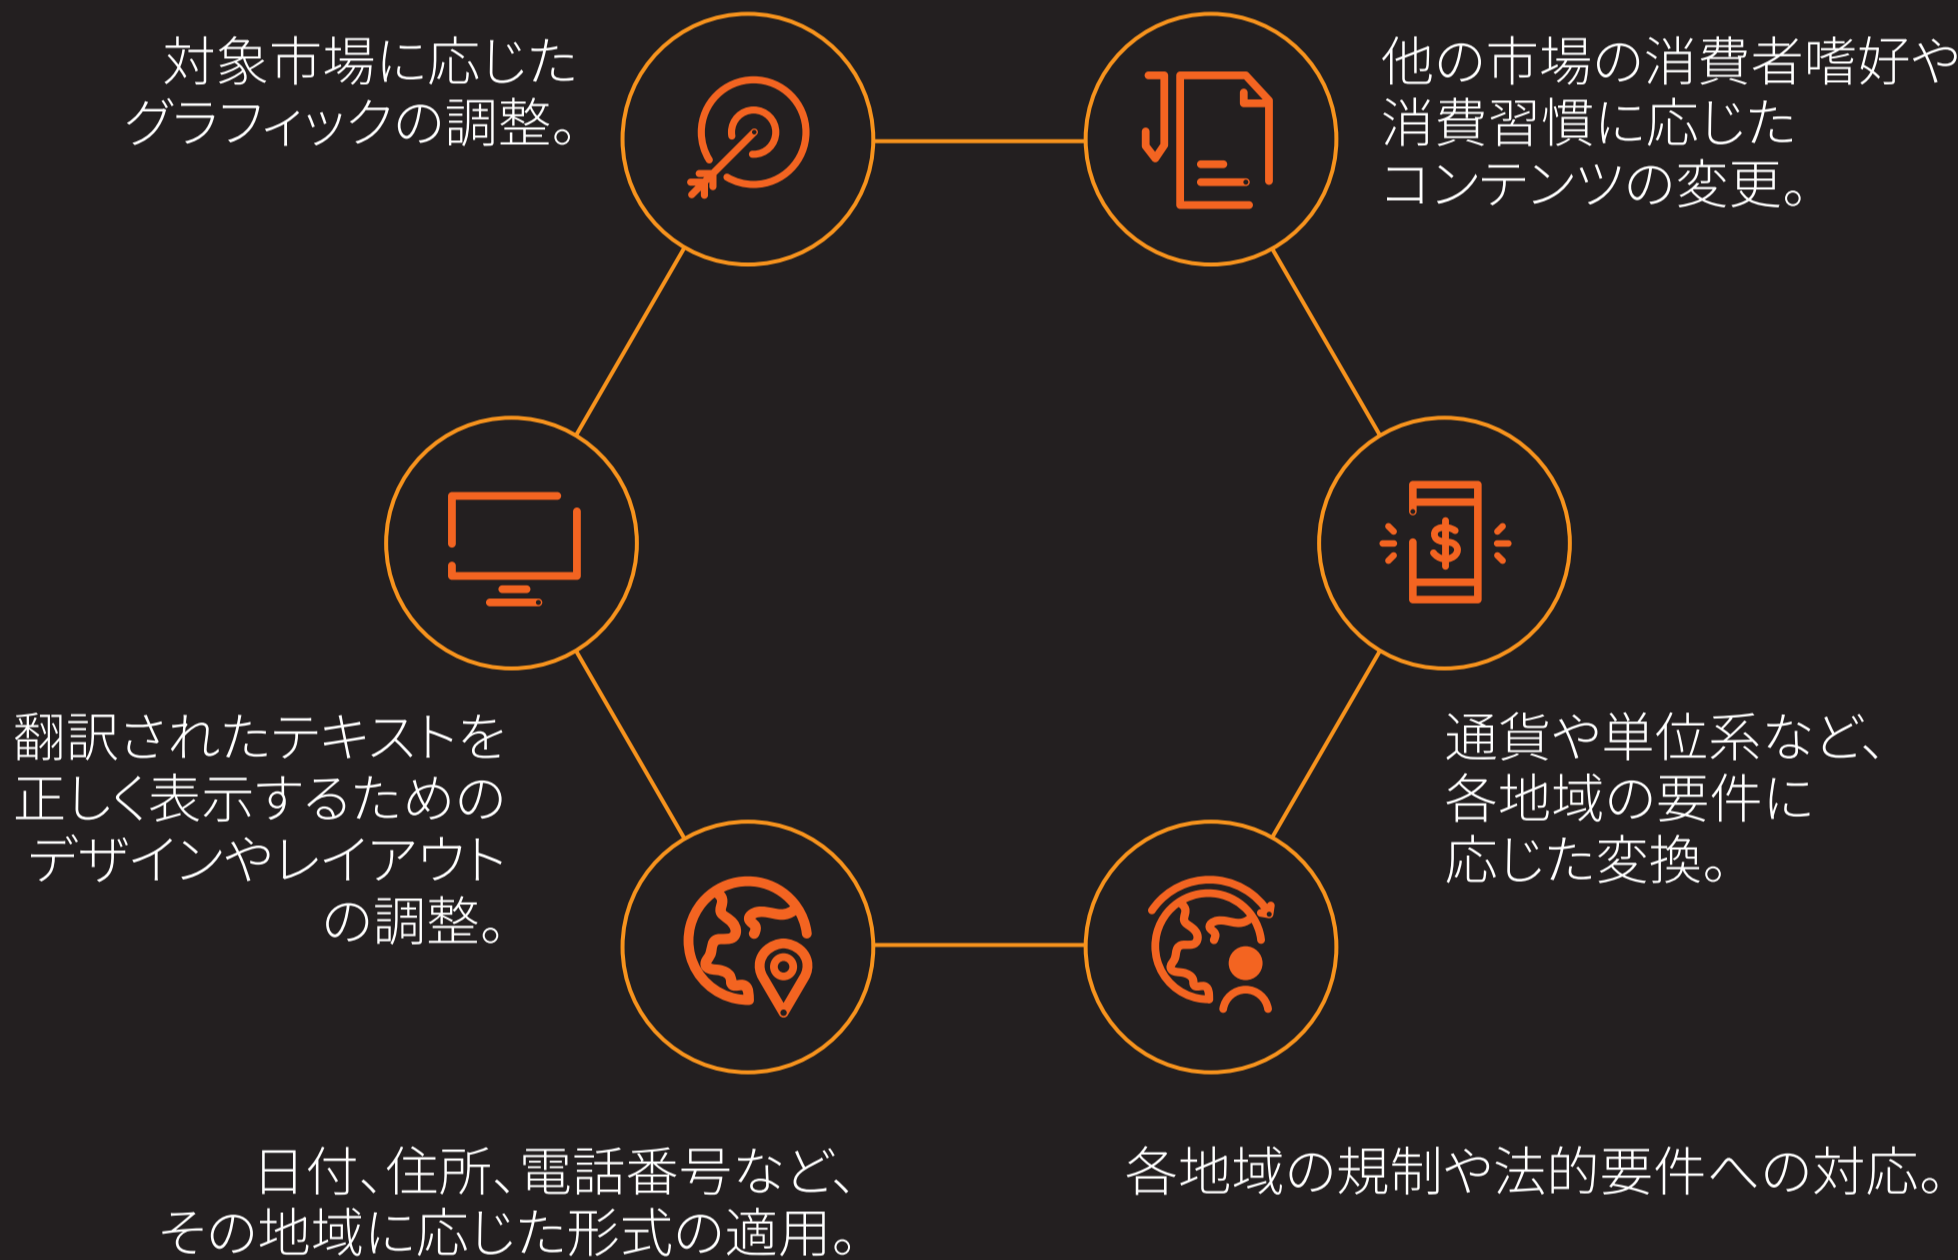 対象市場に応じた
グラフィックの調整。
他の市場の消費者嗜好や
消費習慣に応じた
コンテンツの変更。
翻訳されたテキストを
正しく表示するための
デザインやレイアウト
の調整。
通貨や単位系など、
各地域の要件に
応じた変換。
日付、住所、電話番号など、
その地域に応じた形式の適用。
各地域の規制や法的要件への対応。
$